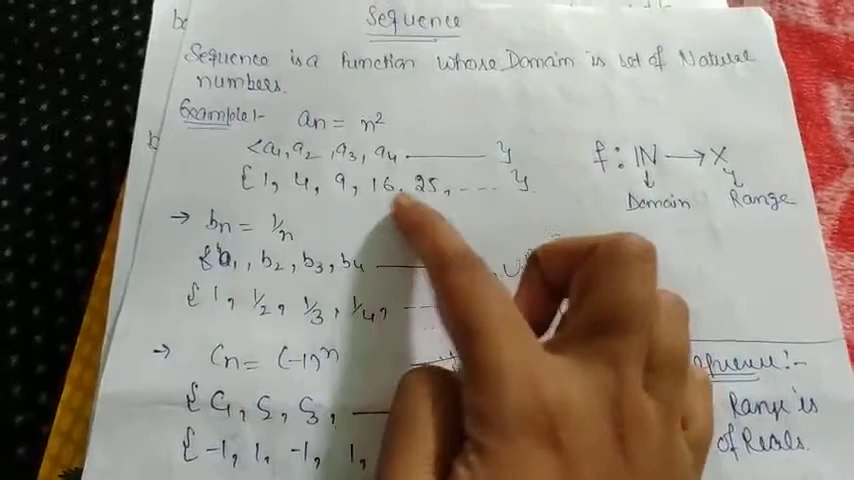 Sequence
Sequence is a Function Whose Domain is Set of Natural
numbers.
Example:- an = n²
<a₁, a₂, a₃, a₄ ——— }
{1, 4, 9, 16, 25, --- }
f: IN → X
Domain Range
→ bn = 1/n
b₁, b₂, b₃, b₄ ——
{1, 1/2, 1/3, 1/4, --
→ Cn = (-1)ⁿ
{C₁, C₂, C₃, ——
{-1, 1, -1, 1,
Range is
of Reals.